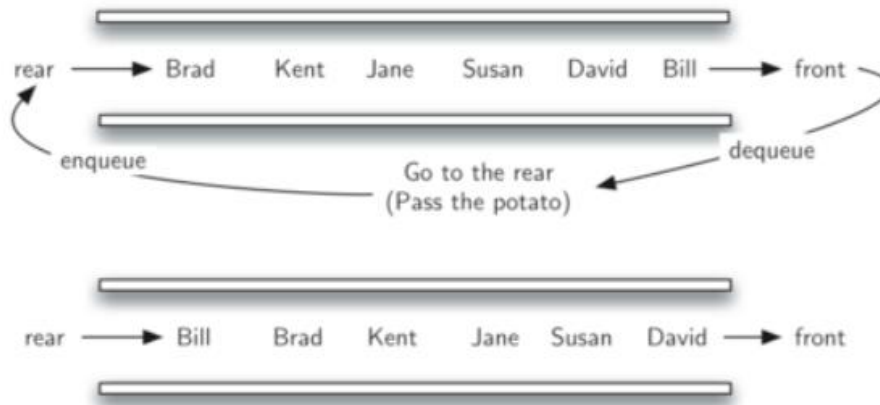 rear Brad Kent Jane Susan David Bill front
enqueue
dequeue
Go to the rear
(Pass the potato)
rear Bill Brad Kent Jane Susan David front